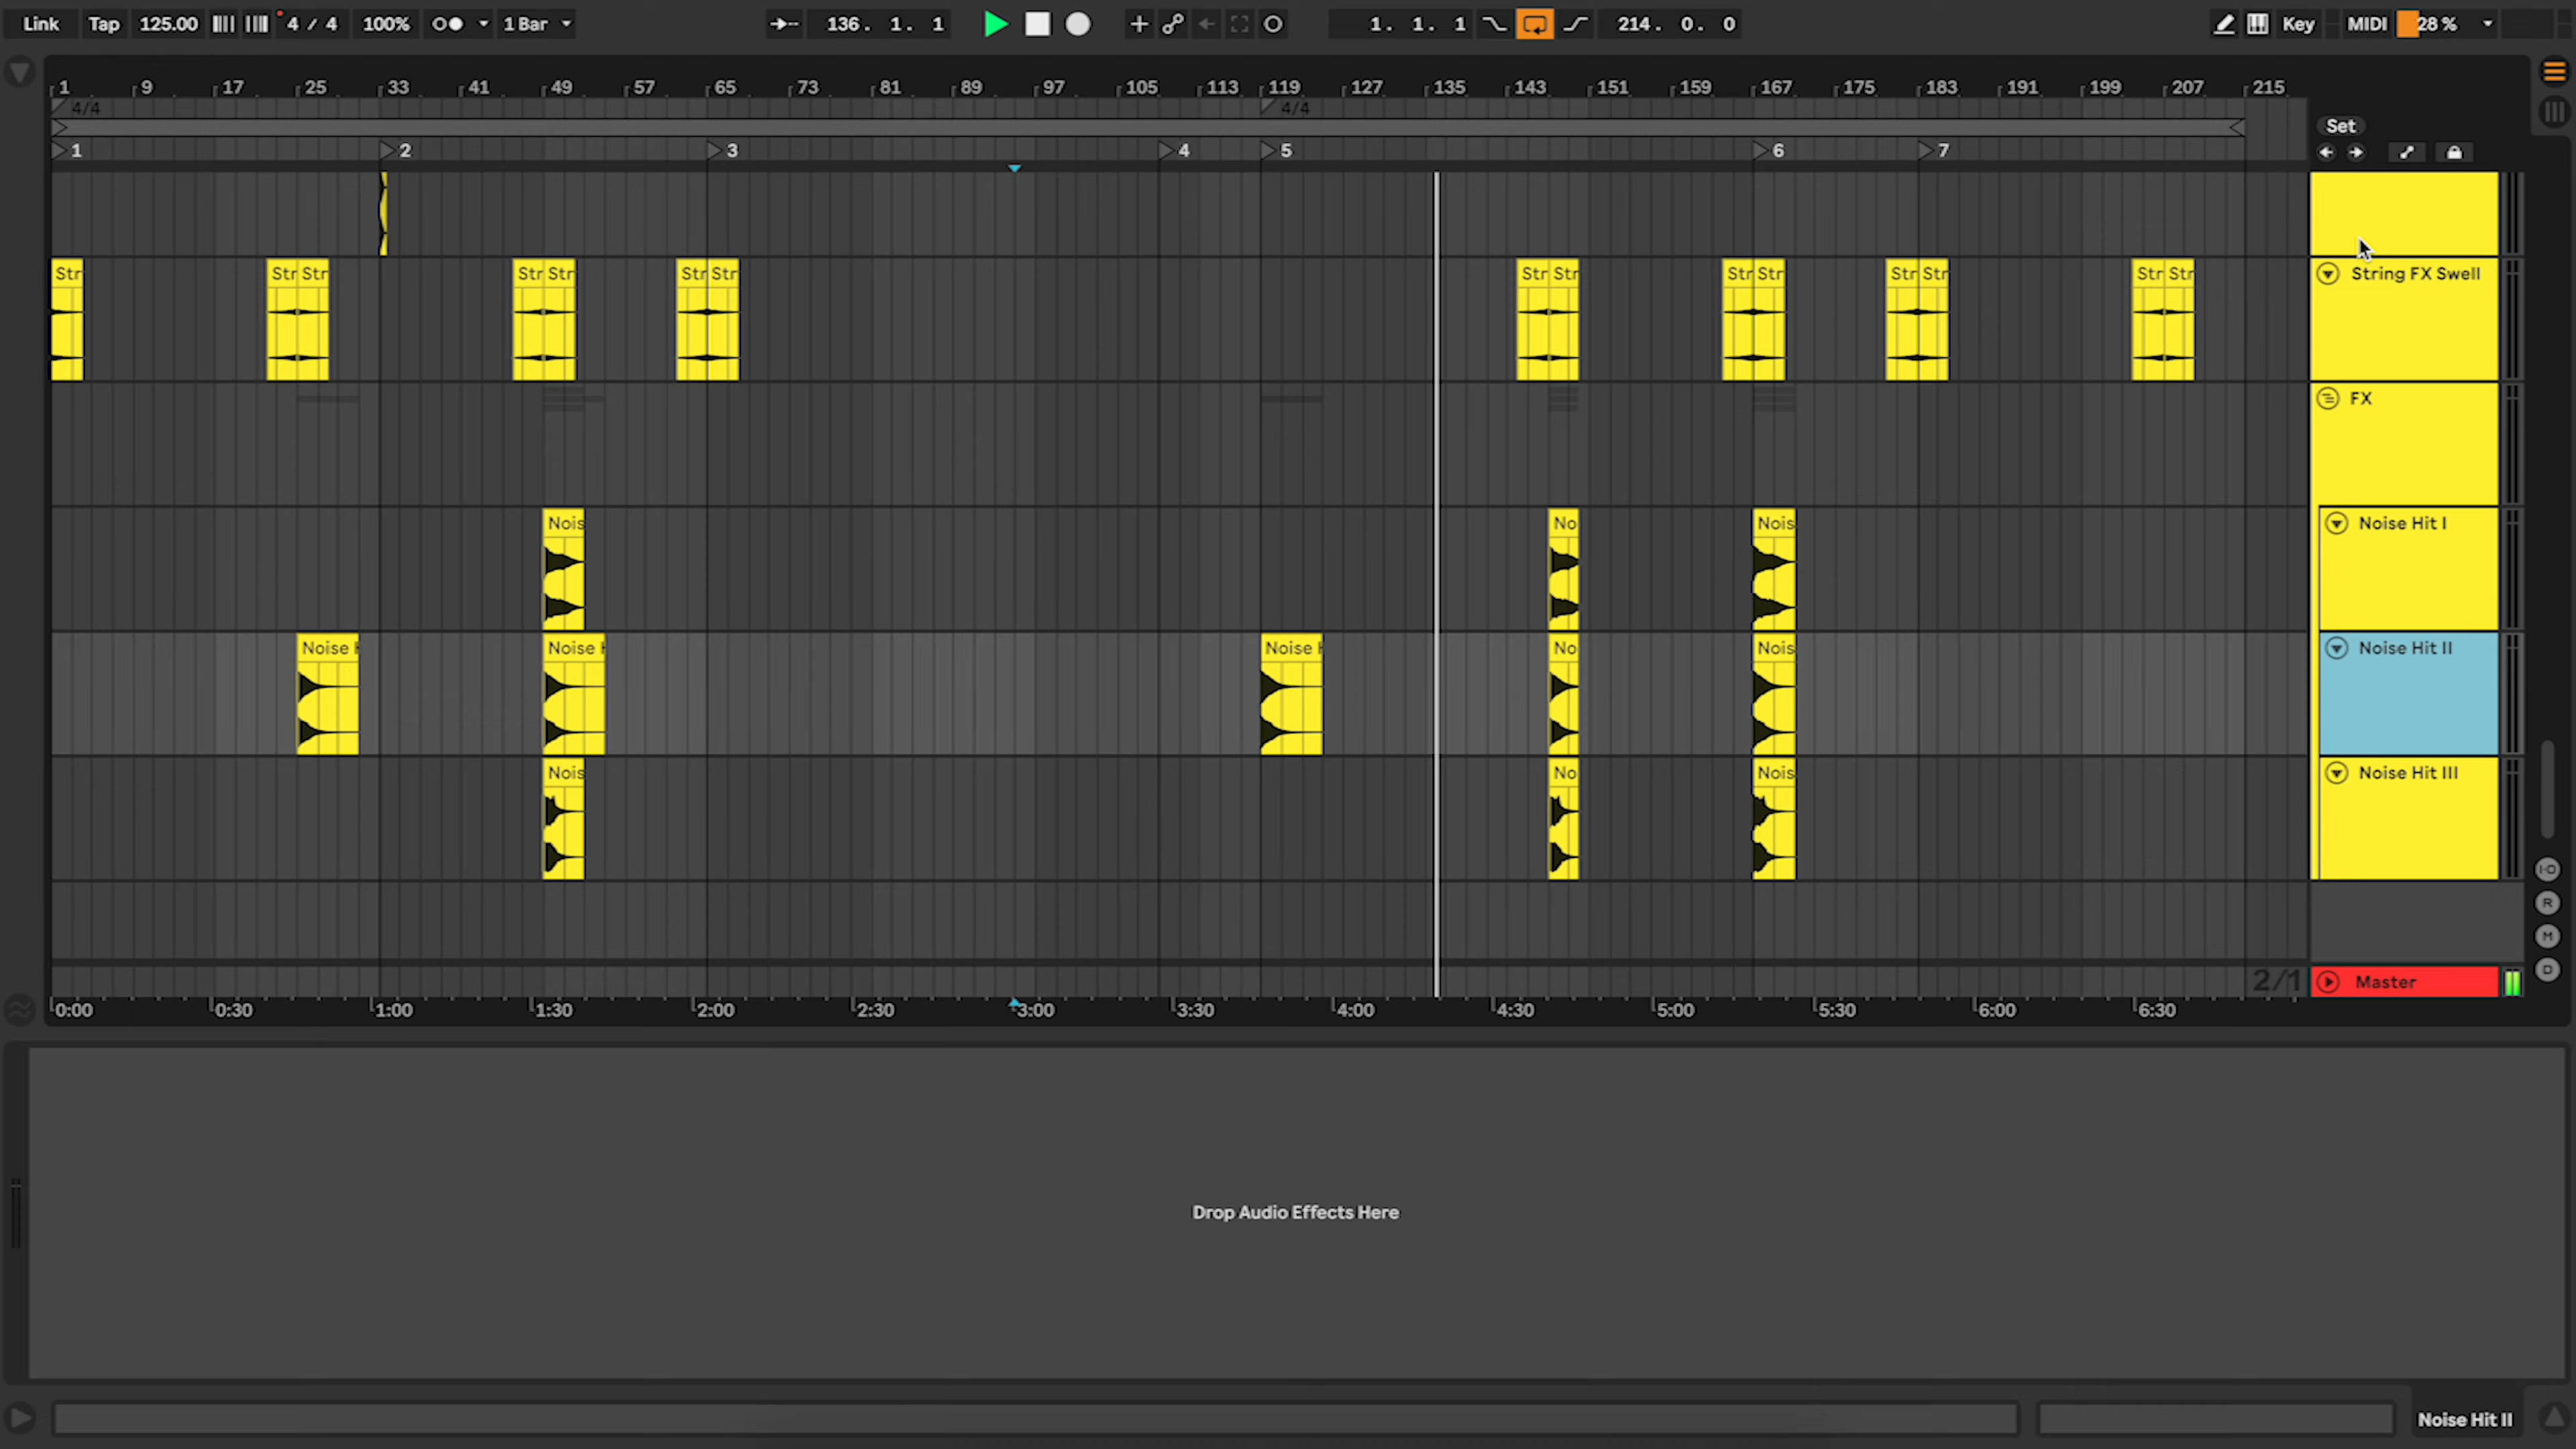 Link Tap 125.00 4 / 4 100% 1 Bar 136. 1. 1 1. 1. 1 214. 0. 0 Key MIDI 28 %
1 9 17 25 33 41 49 57 65 73 81 89 97 105 113 119 127 135 143 151 159 167 175 183 191 199 207 215
4/4 4/4
Set
1 2 3 4 5 6 7
Str Str Str Str Str Str Str Str Str Str Str Str Str Str Str String FX Swell
FX
Nois No Nois Noise Hit I
Noise H Noise H Noise H No Nois Noise Hit II
Nois No Nois Noise Hit III
I-O
R
M
D
2/1 Master
0:00 0:30 1:00 1:30 2:00 2:30 3:00 3:30 4:00 4:30 5:00 5:30 6:00 6:30
Drop Audio Effects Here
Noise Hit II